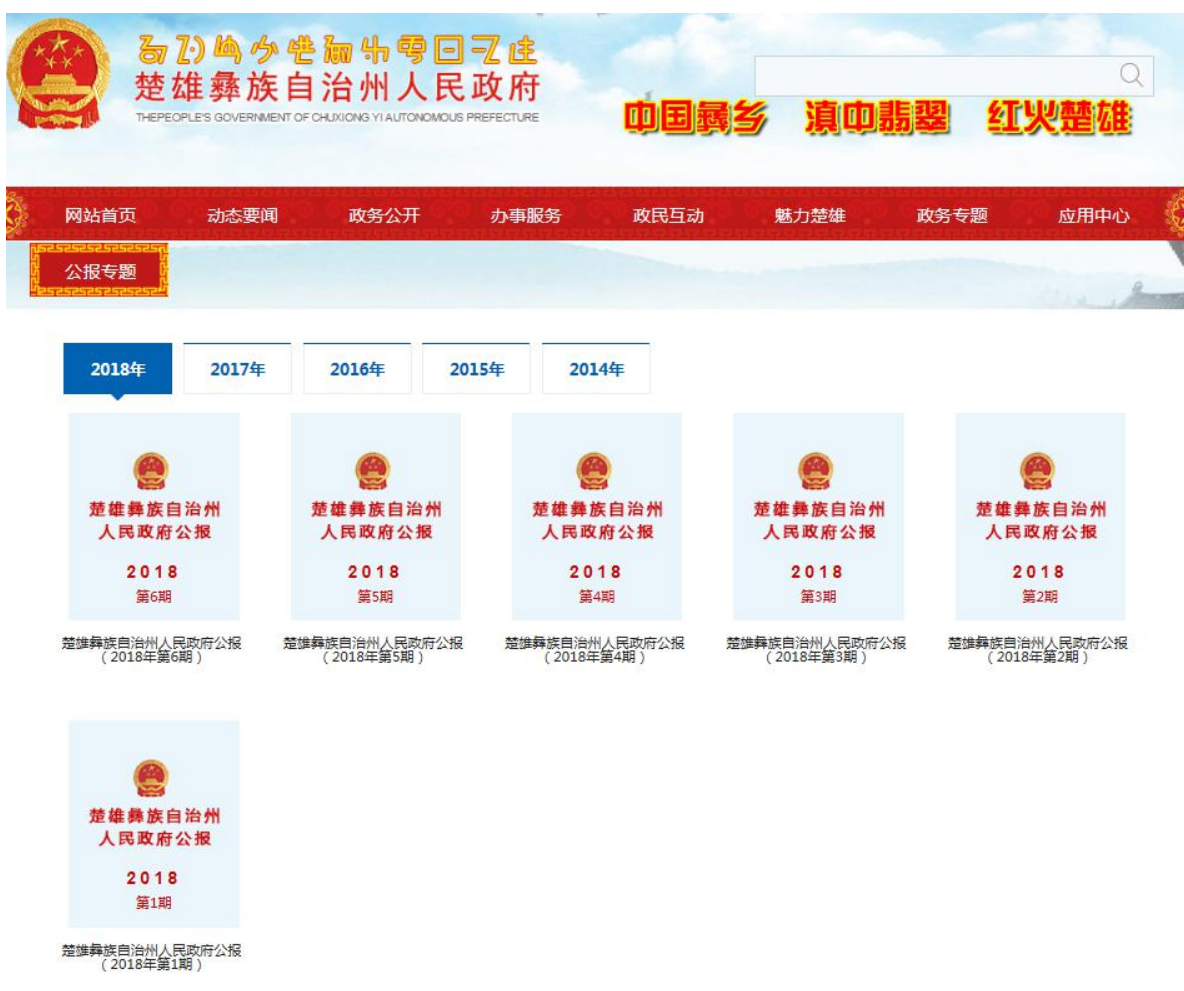 楚雄彝族自治州人民政府
THEPEOPLE'S GOVERNMENT OF CHUXIONG YI AUTONOMOUS PREFECTURE
中国彝乡 滇中翡翠 红火楚雄
网站首页 动态要闻 政务公开 办事服务 政民互动 魅力楚雄 政务专题 应用中心
公报专题
2018年 2017年 2016年 2015年 2014年
楚雄彝族自治州
人民政府公报
2018
第6期
楚雄彝族自治州人民政府公报
（2018年第6期）
楚雄彝族自治州
人民政府公报
2018
第5期
楚雄彝族自治州人民政府公报
（2018年第5期）
楚雄彝族自治州
人民政府公报
2018
第4期
楚雄彝族自治州人民政府公报
（2018年第4期）
楚雄彝族自治州
人民政府公报
2018
第3期
楚雄彝族自治州人民政府公报
（2018年第3期）
楚雄彝族自治州
人民政府公报
2018
第2期
楚雄彝族自治州人民政府公报
（2018年第2期）
楚雄彝族自治州
人民政府公报
2018
第1期
楚雄彝族自治州人民政府公报
（2018年第1期）